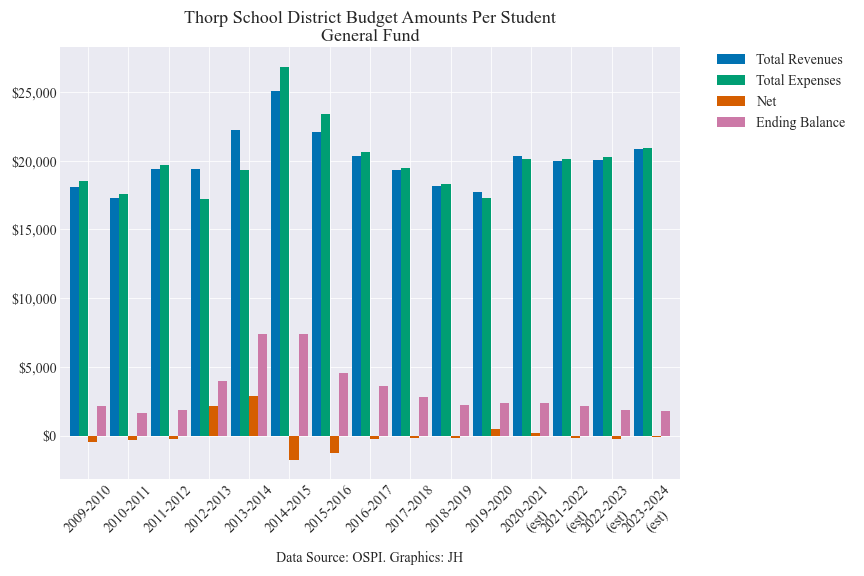 Thorp School District Budget Amounts Per Student
General Fund
Total Revenues
Total Expenses
Net
Ending Balance
$25,000
$20,000
$15,000
$10,000
$5,000
$0
2009-2010
2010-2011
2011-2012
2012-2013
2013-2014
2014-2015
2015-2016
2016-2017
2017-2018
2018-2019
2019-2020
2020-2021
(est)
2021-2022
(est)
2022-2023
(est)
2023-2024
(est)
Data Source: OSPI. Graphics: JH